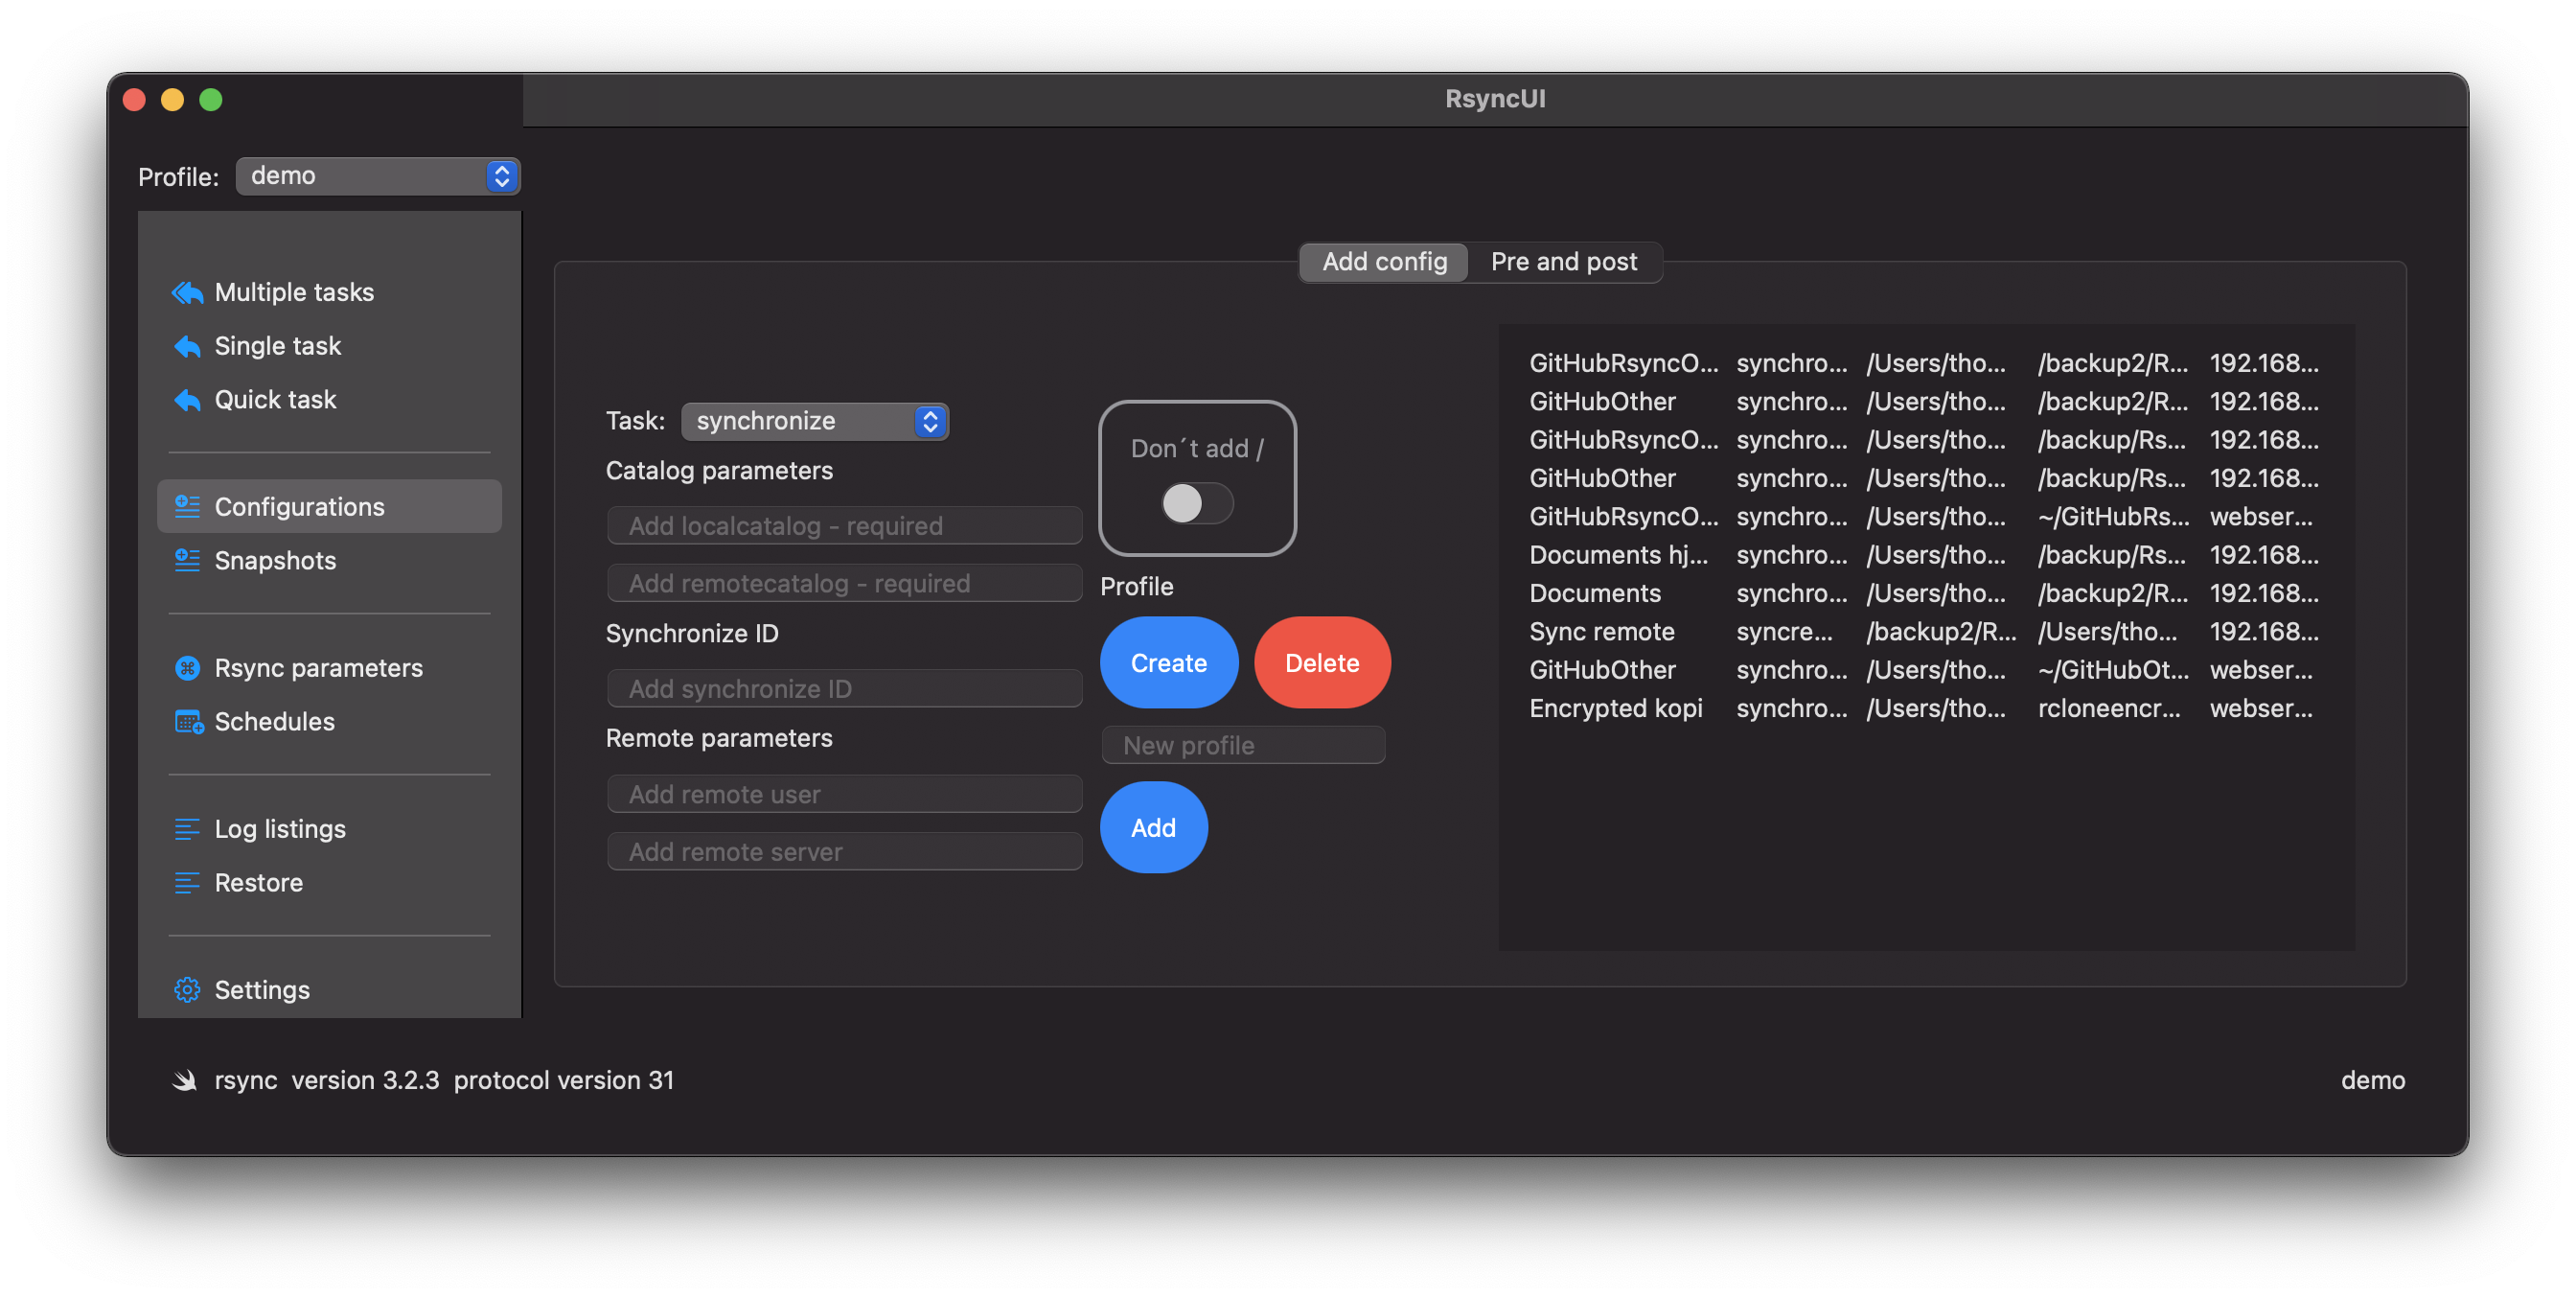 RsyncUI
Profile: demo
Multiple tasks
Single task
Quick task
Configurations
Snapshots
Rsync parameters
Schedules
Log listings
Restore
Settings
Add config Pre and post
Task: synchronize
Catalog parameters
Add localcatalog - required
Add remotecatalog - required
Synchronize ID
Add synchronize ID
Remote parameters
Add remote user
Add remote server
Don´t add /
Profile
Create Delete
New profile
Add
GitHubRsyncO... synchro... /Users/tho... /backup2/R... 192.168...
GitHubOther synchro... /Users/tho... /backup2/R... 192.168...
GitHubRsyncO... synchro... /Users/tho... /backup/Rs... 192.168...
GitHubOther synchro... /Users/tho... /backup/Rs... 192.168...
GitHubRsyncO... synchro... /Users/tho... ~/GitHubRs... webser...
Documents hj... synchro... /Users/tho... /backup/Rs... 192.168...
Documents synchro... /Users/tho... /backup2/R... 192.168...
Sync remote syncre... /backup2/R... /Users/tho... 192.168...
GitHubOther synchro... /Users/tho... ~/GitHubOt... webser...
Encrypted kopi synchro... /Users/tho... rcloneencr... webser...
rsync version 3.2.3 protocol version 31
demo